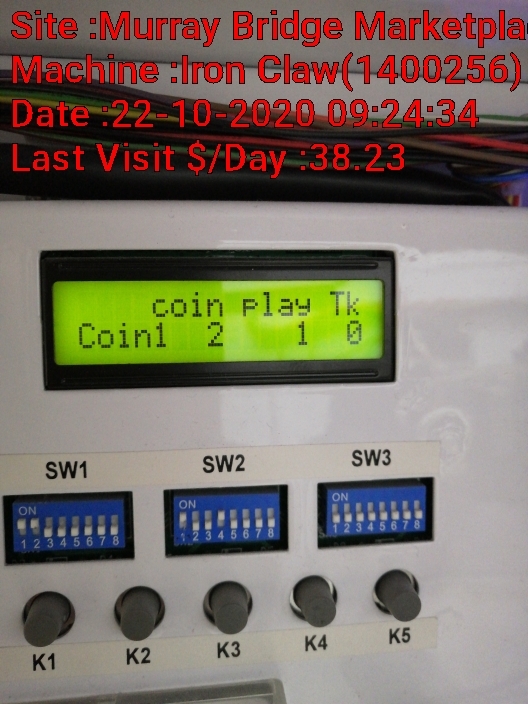 Site :Murray Bridge Marketpla
Machine :Iron Claw(1400256)
Date :22-10-2020 09:24:34
Last Visit $/Day :38.23
coin play Tk
Coin1 2 1 0
SW1 SW2 SW3
ON ON ON
1 2 3 4 5 6 7 8 1 2 3 4 5 6 7 8 1 2 3 4 5 6 7 8
K1 K2 K3 K4 K5